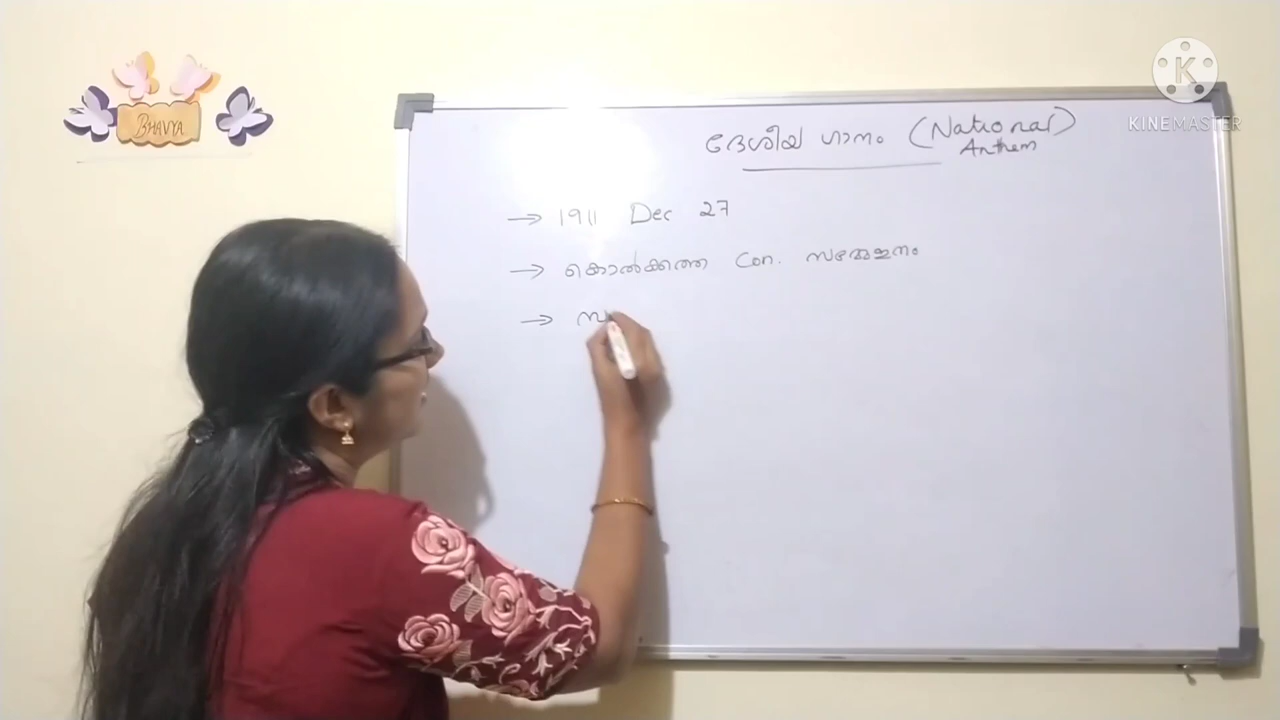 BHAVYA
KINEMASTER
ദേശീയ ഗാനം (National)
Anthem
→ 1911 Dec 27
→ കൊൽക്കത്ത Con. സമ്മേളനം
→ സ